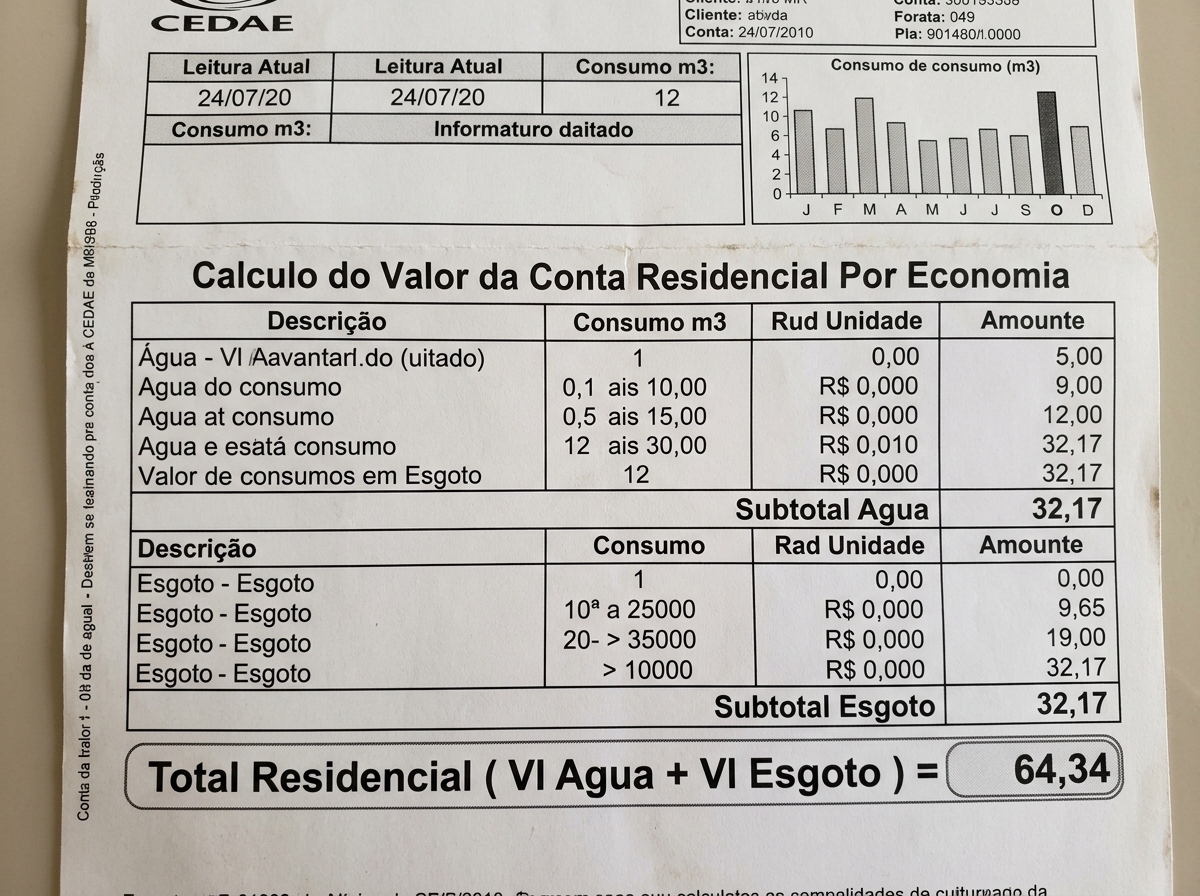 CEDAE
Cliente: abvda
Conta: 24/07/2010
Forata: 049
Pla: 901480/1.0000
Leitura Atual Leitura Atual Consumo m3:
24/07/20 24/07/20 12
Consumo m3: Informaturo daitado
Consumo de consumo (m3)
14
12
10
6
4
2
0
J F M A M J J S O D
Calculo do Valor da Conta Residencial Por Economia
Descrição Consumo m3 Rud Unidade Amounte
Água - VI Aavantarl.do (uitado) 1 0,00 5,00
Agua do consumo 0,1 ais 10,00 R$ 0,000 9,00
Agua at consumo 0,5 ais 15,00 R$ 0,000 12,00
Agua e esatá consumo 12 ais 30,00 R$ 0,010 32,17
Valor de consumos em Esgoto 12 R$ 0,000 32,17
Subtotal Agua 32,17
Descrição Consumo Rad Unidade Amounte
Esgoto - Esgoto 1 0,00 0,00
Esgoto - Esgoto 10ª a 25000 R$ 0,000 9,65
Esgoto - Esgoto 20- > 35000 R$ 0,000 19,00
Esgoto - Esgoto > 10000 R$ 0,000 32,17
Subtotal Esgoto 32,17
Total Residencial ( VI Agua + VI Esgoto ) = 64,34